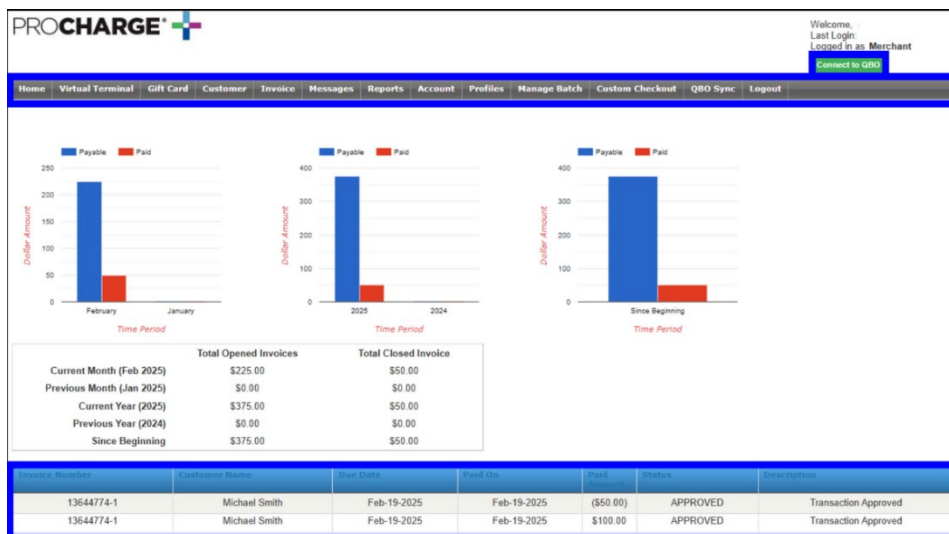 PROCHARGE®
Welcome,
Last Login:
Logged in as Merchant
Connect to QBO
Home Virtual Terminal Gift Card Customer Invoice Messages Reports Account Profiles Manage Batch Custom Checkout QBO Sync Logout
Payable Paid
250
200
150
100
50
0
Dollar Amount
February January
Time Period
Payable Paid
400
300
200
100
0
Dollar Amount
2025 2024
Time Period
Payable Paid
400
300
200
100
0
Dollar Amount
Since Beginning
Time Period
Total Opened Invoices Total Closed Invoice
Current Month (Feb 2025) $225.00 $50.00
Previous Month (Jan 2025) $0.00 $0.00
Current Year (2025) $375.00 $50.00
Previous Year (2024) $0.00 $0.00
Since Beginning $375.00 $50.00
Invoice Number Customer Name Due Date Paid On Paid Amount Status Description
13644774-1 Michael Smith Feb-19-2025 Feb-19-2025 ($50.00) APPROVED Transaction Approved
13644774-1 Michael Smith Feb-19-2025 Feb-19-2025 $100.00 APPROVED Transaction Approved